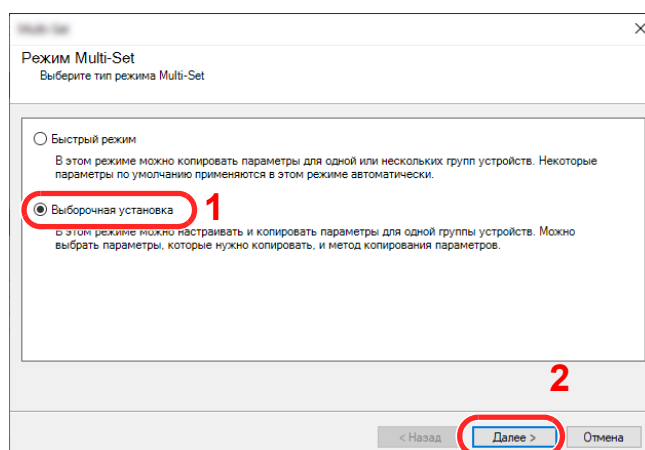 Режим Multi-Set
Выберите тип режима Multi-Set
Быстрый режим
В этом режиме можно копировать параметры для одной или нескольких групп устройств. Некоторые
параметры по умолчанию применяются в этом режиме автоматически.
Выборочная установка 1
В этом режиме можно настраивать и копировать параметры для одной группы устройств. Можно
выбрать параметры, которые нужно копировать, и метод копирования параметров.
2
< Назад Далее > Отмена